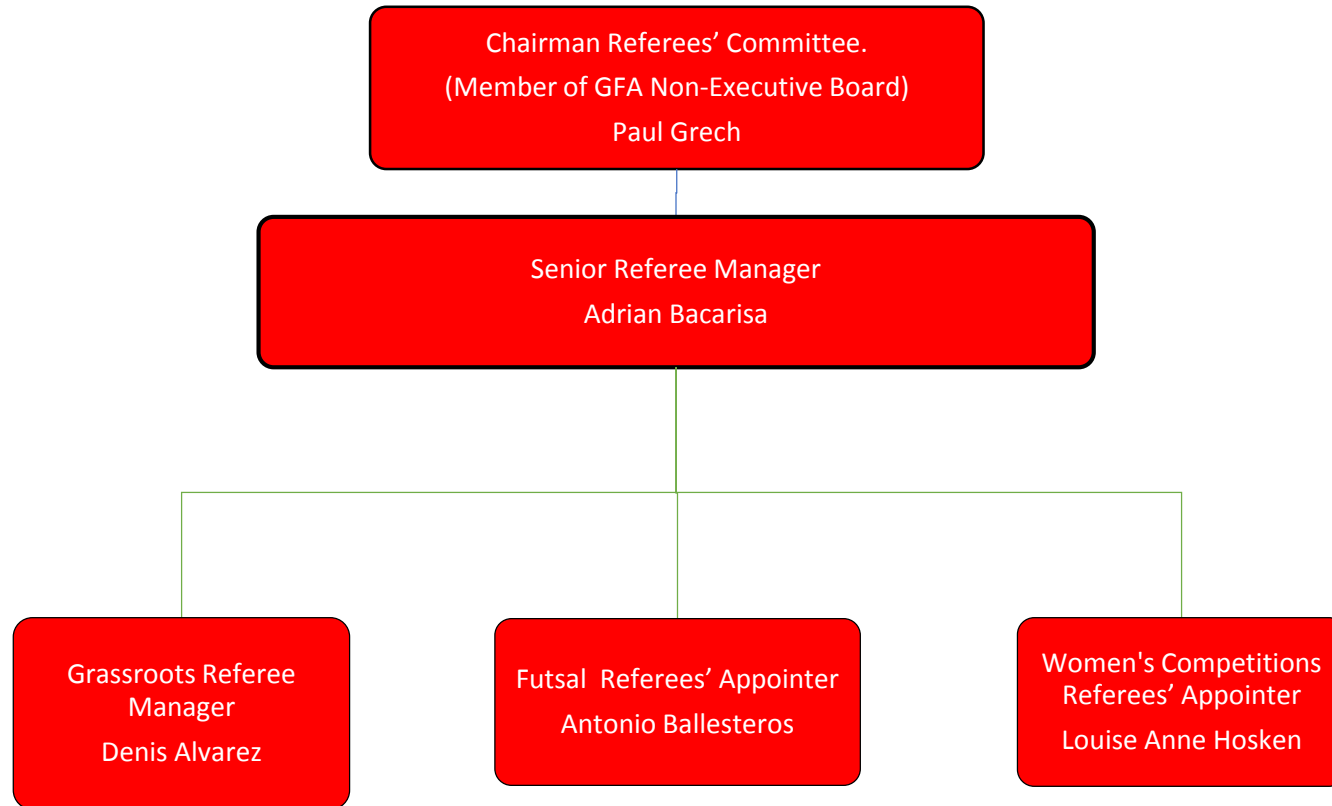 Chairman Referees’ Committee.
(Member of GFA Non-Executive Board)
Paul Grech
Senior Referee Manager
Adrian Bacarisa
Grassroots Referee
Manager
Denis Alvarez
Futsal  Referees’ Appointer
Antonio Ballesteros
Women's Competitions
Referees’ Appointer
Louise Anne Hosken